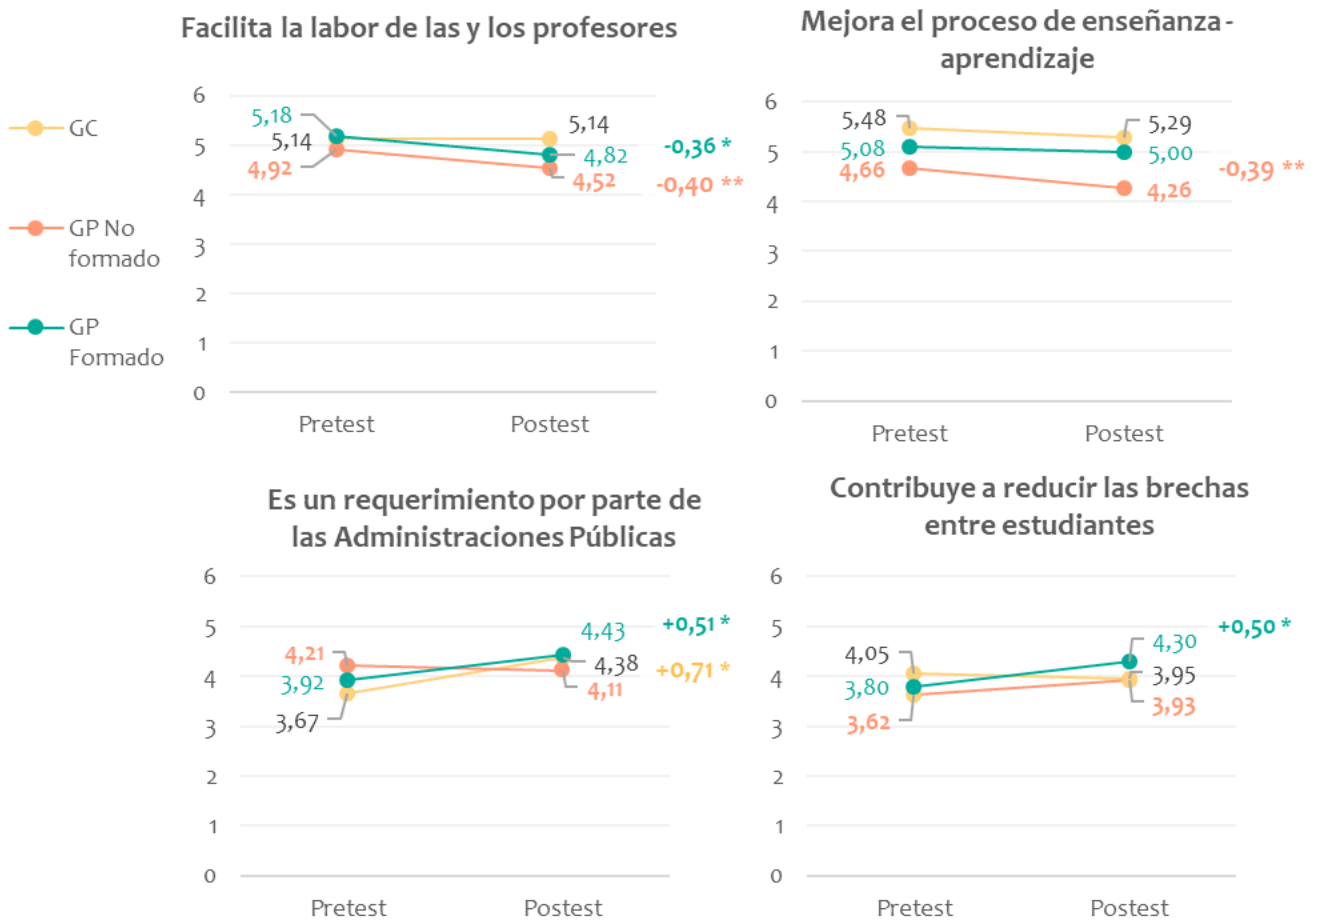 Facilita la labor de las y los profesores
GC
GP No
formado
GP
Formado
6
5
4
3
2
1
0
5,18
5,14
4,92
5,14
4,82
4,52
-0,36 *
-0,40 **
Pretest
Postest
Mejora el proceso de enseñanza -
aprendizaje
6
5
4
3
2
1
0
5,48
5,08
4,66
5,29
5,00
4,26
-0,39 **
Pretest
Postest
Es un requerimiento por parte de
las Administraciones Públicas
6
5
4
3
2
1
0
4,21
3,92
3,67
4,43
4,38
4,11
+0,51 *
+0,71 *
Pretest
Postest
Contribuye a reducir las brechas
entre estudiantes
6
5
4
3
2
1
0
4,05
3,80
3,62
4,30
3,95
3,93
+0,50 *
Pretest
Postest